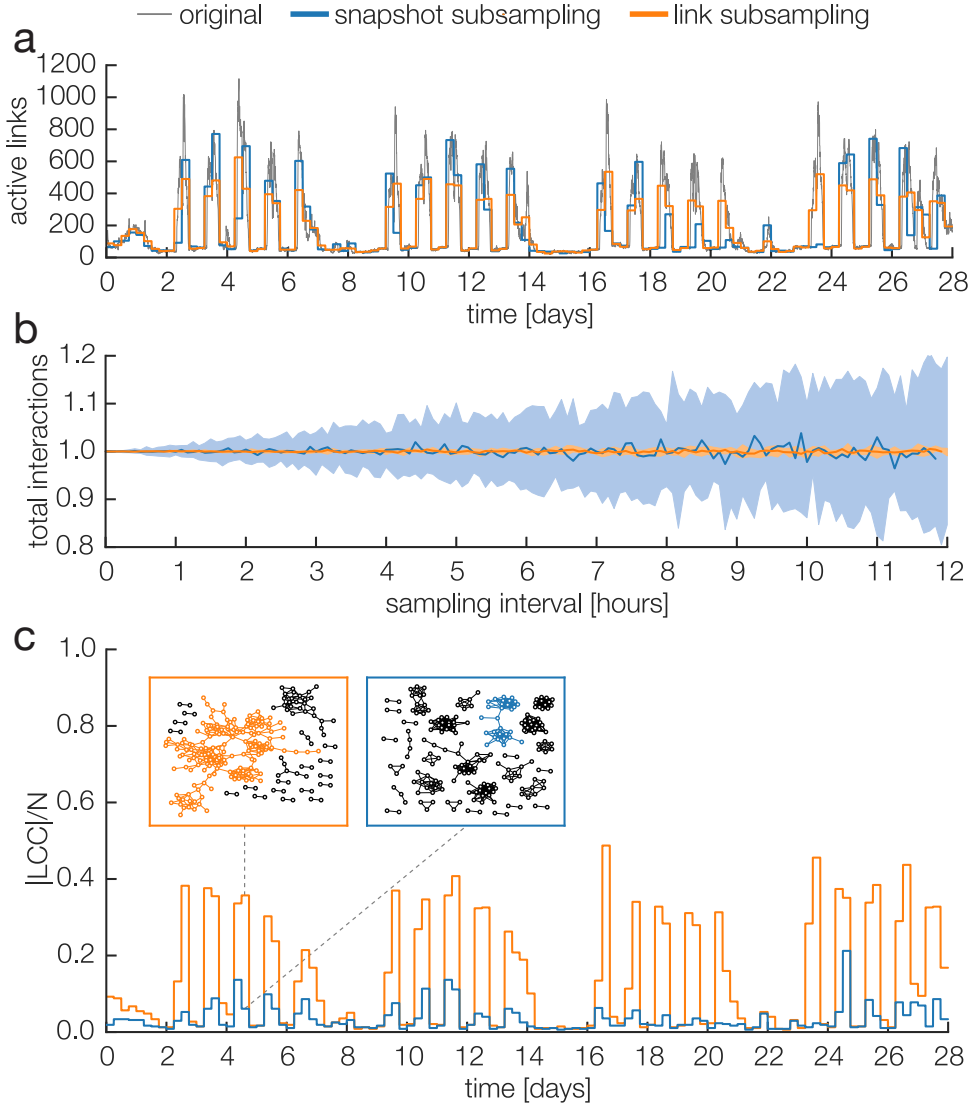 original snapshot subsampling link subsampling
a
active links
1200
1000
800
600
400
200
0
0 2 4 6 8 10 12 14 16 18 20 22 24 26 28
time [days]
b
total interactions
1.2
1.1
1.0
0.9
0.8
0 1 2 3 4 5 6 7 8 9 10 11 12
sampling interval [hours]
c
|LCC|/N
1.0
0.8
0.6
0.4
0.2
0.0
0 2 4 6 8 10 12 14 16 18 20 22 24 26 28
time [days]